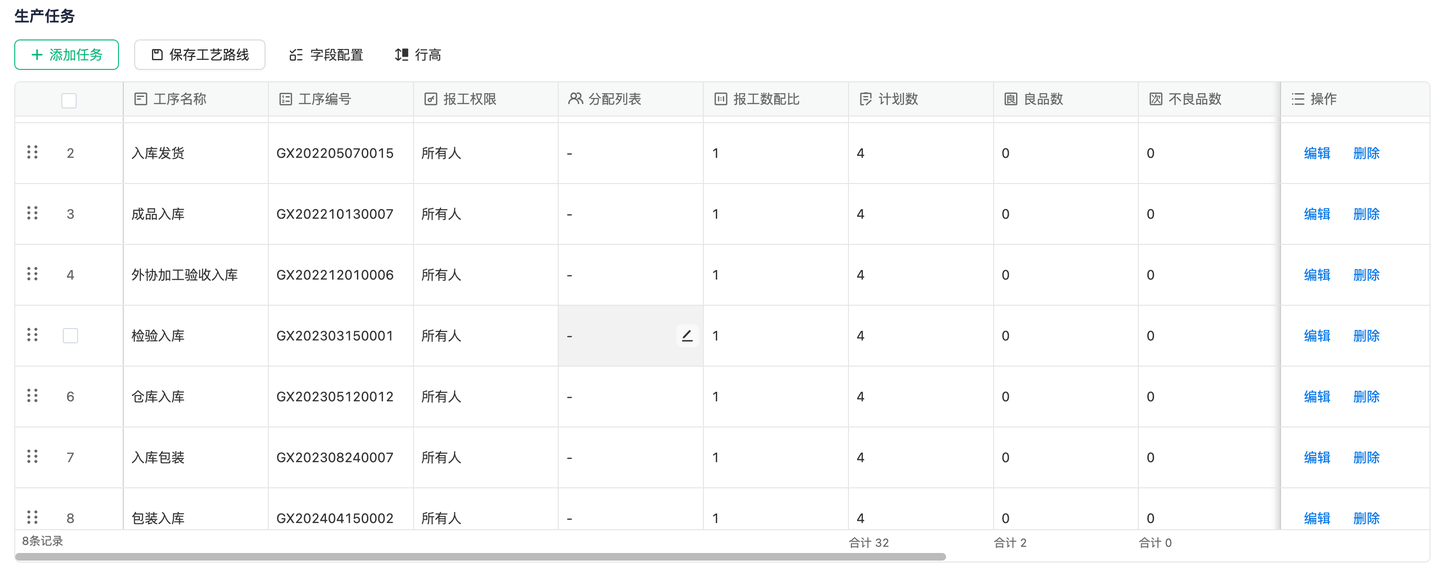 生产任务
添加任务 保存工艺路线 字段配置 行高
工序名称 工序编号 报工权限 分配列表 报工数配比 计划数 良品数 不良品数 操作
2 入库发货 GX202205070015 所有人 - 1 4 0 0 编辑 删除
3 成品入库 GX202210130007 所有人 - 1 4 0 0 编辑 删除
4 外协加工验收入库 GX202212010006 所有人 - 1 4 0 0 编辑 删除
检验入库 GX202303150001 所有人 - 1 4 0 0 编辑 删除
6 仓库入库 GX202305120012 所有人 - 1 4 0 0 编辑 删除
7 入库包装 GX202308240007 所有人 - 1 4 0 0 编辑 删除
8 包装入库 GX202404150002 所有人 - 1 4 0 0 编辑 删除
8条记录 合计 32 合计 2 合计 0